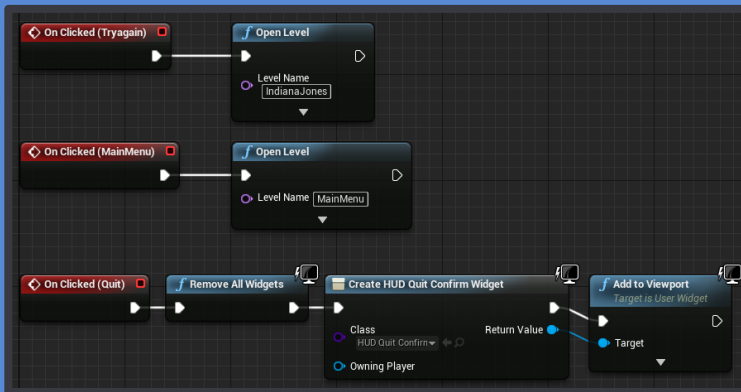 On Clicked (Tryagain)
f Open Level
Level Name
IndianaJones
On Clicked (MainMenu)
f Open Level
Level Name MainMenu
On Clicked (Quit)
f Remove All Widgets
Create HUD Quit Confirm Widget
f Add to Viewport
Target is User Widget
Class
Return Value
HUD Quit Confirm
Target
Owning Player